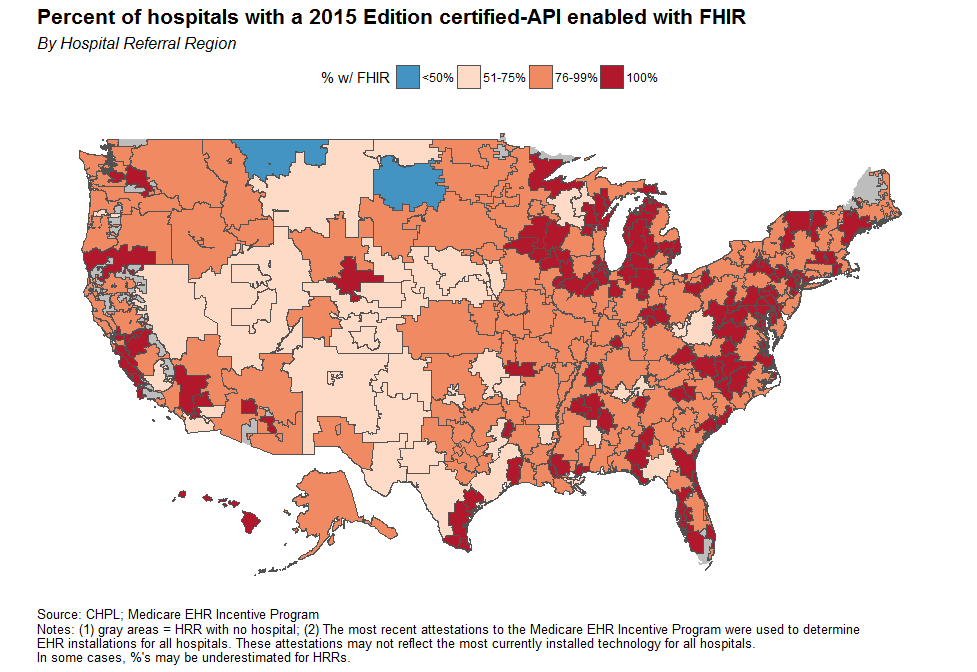 Percent of hospitals with a 2015 Edition certified-API enabled with FHIR
By Hospital Referral Region
% w/ FHIR <50% 51-75% 76-99% 100%
Source: CHPL; Medicare EHR Incentive Program
Notes: (1) gray areas = HRR with no hospital; (2) The most recent attestations to the Medicare EHR Incentive Program were used to determine
EHR installations for all hospitals. These attestations may not reflect the most currently installed technology for all hospitals.
In some cases, %'s may be underestimated for HRRs.